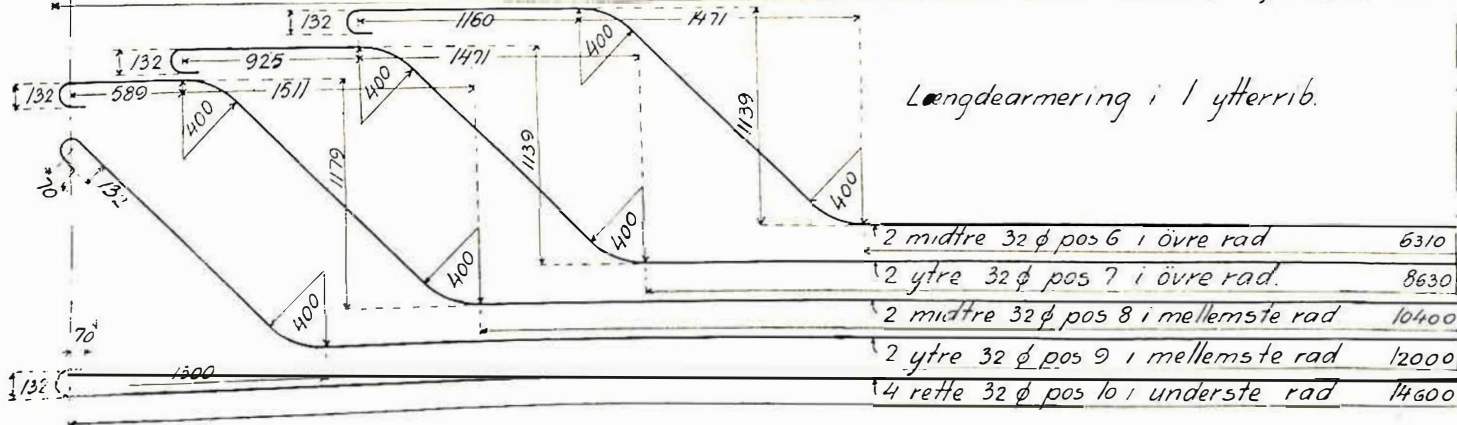 132 1160 1471
132 925 1471 400
132 589 1511 400
Længdearmering i 1 ytterrib.
400 1179 1139 1139
132 400 400 400
2 midtre 32 ϕ pos 6 i övre rad 6310
2 ytre 32 ϕ pos 7 i övre rad. 8630
2 midtre 32 ϕ pos 8 i mellemste rad 10400
400
70 2 ytre 32 ϕ pos 9 i mellemste rad 12000
132 1300
4 rette 32 ϕ pos 10 i underste rad 14600